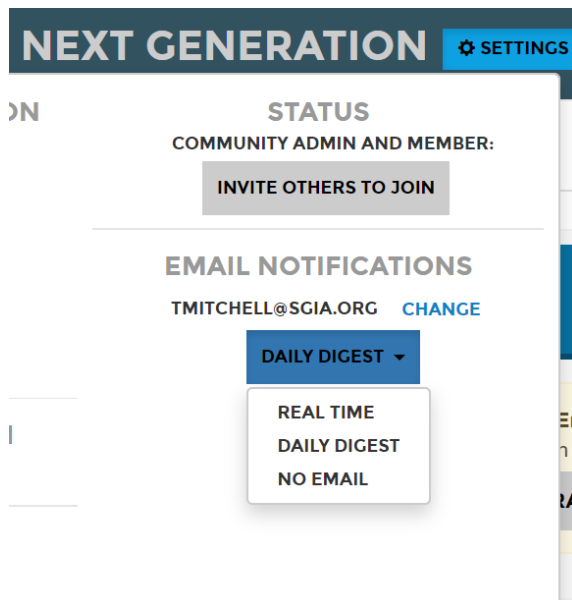 NEXT GENERATION
SETTINGS
ON
STATUS
COMMUNITY ADMIN AND MEMBER:
INVITE OTHERS TO JOIN
EMAIL NOTIFICATIONS
TMITCHELL@SGIA.ORG CHANGE
DAILY DIGEST
REAL TIME
DAILY DIGEST
NO EMAIL